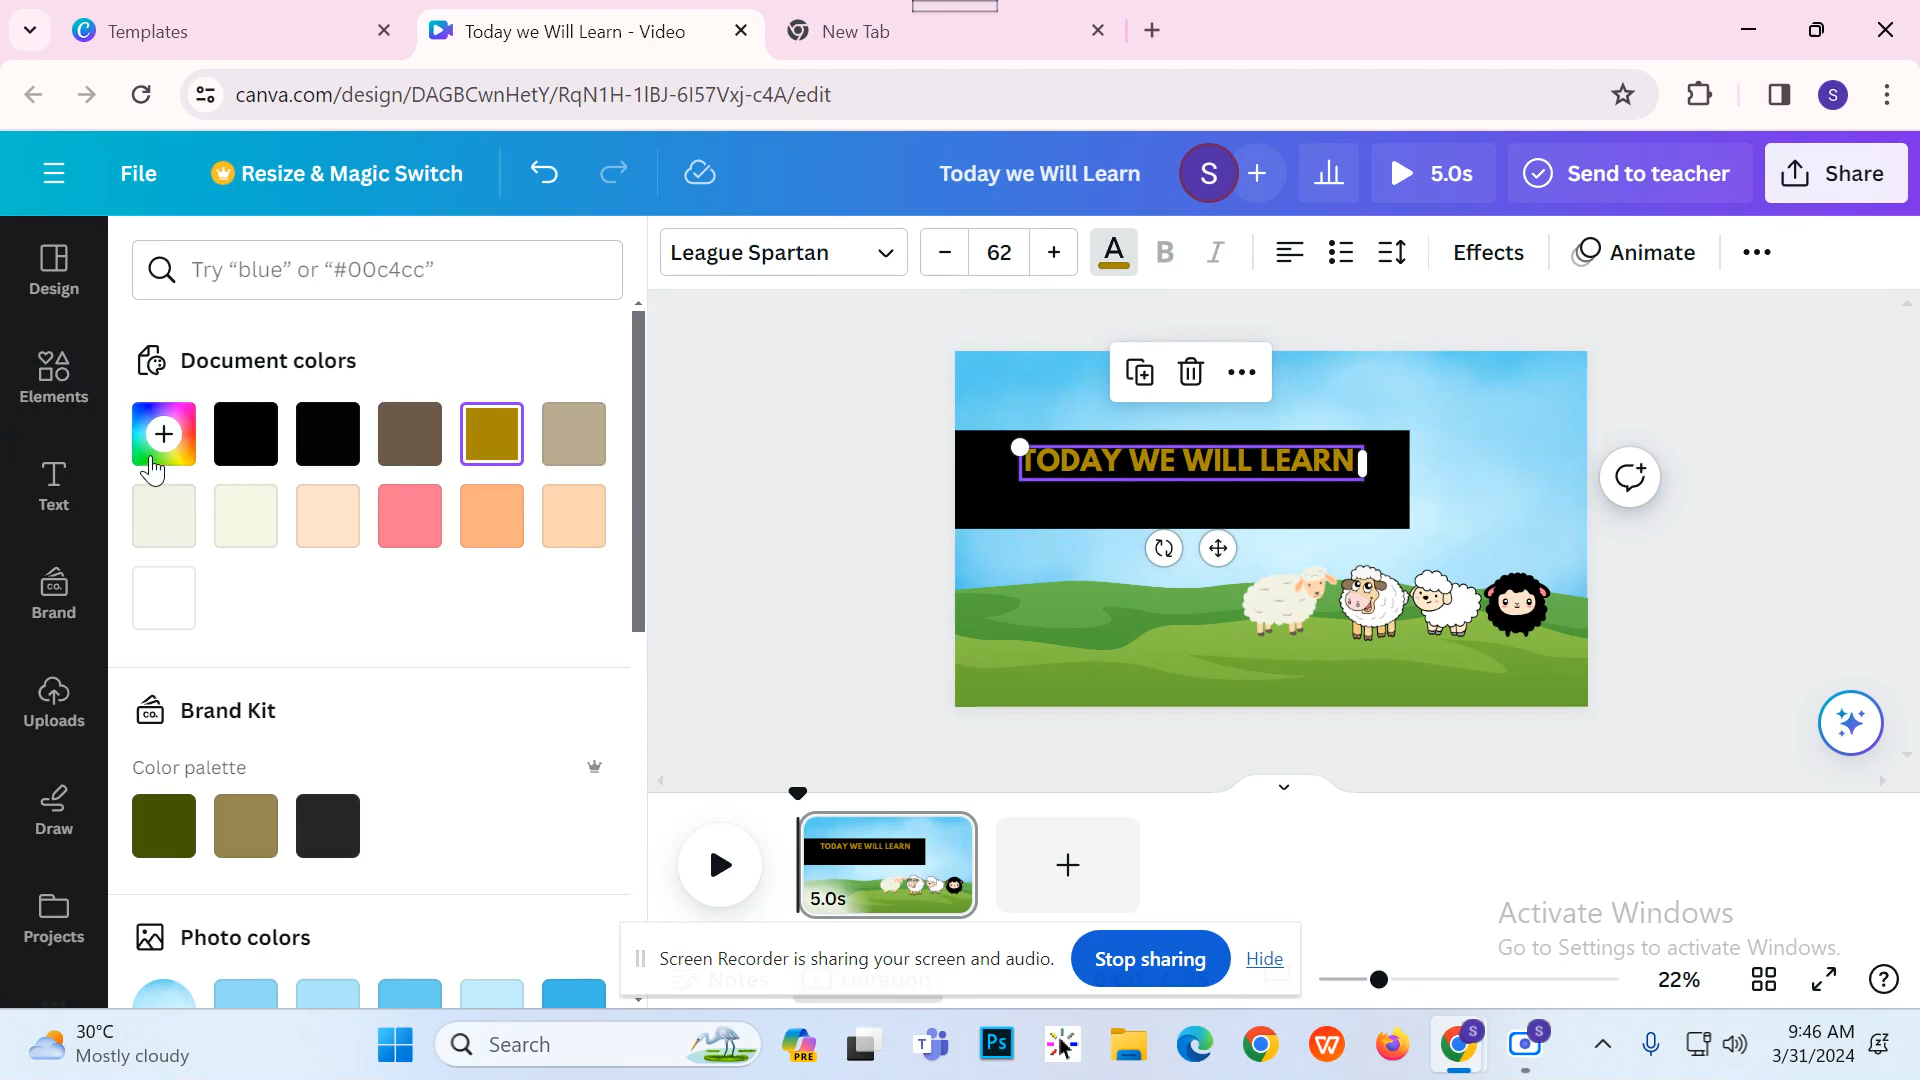 Templates
Today we Will Learn - Video
New Tab
canva.com/design/DAGBCwnHetY/RqN1H-1lBJ-6I57Vxj-c4A/edit
S
File
Resize & Magic Switch
Today we Will Learn
S
5.0s
Send to teacher
Share
Design
Elements
Text
Brand
Uploads
Draw
Projects
Try “blue” or “#00c4cc”
League Spartan
62
A
B
I
Effects
Animate
Document colors
TODAY WE WILL LEARN
Brand Kit
Color palette
Photo colors
TODAY WE WILL LEARN
5.0s
Screen Recorder is sharing your screen and audio.
Stop sharing
Hide
Notes
Duration
22%
Activate Windows
Go to Settings to activate Windows.
30°C
Mostly cloudy
Search
PRE
Ps
S
S
9:46 AM
3/31/2024